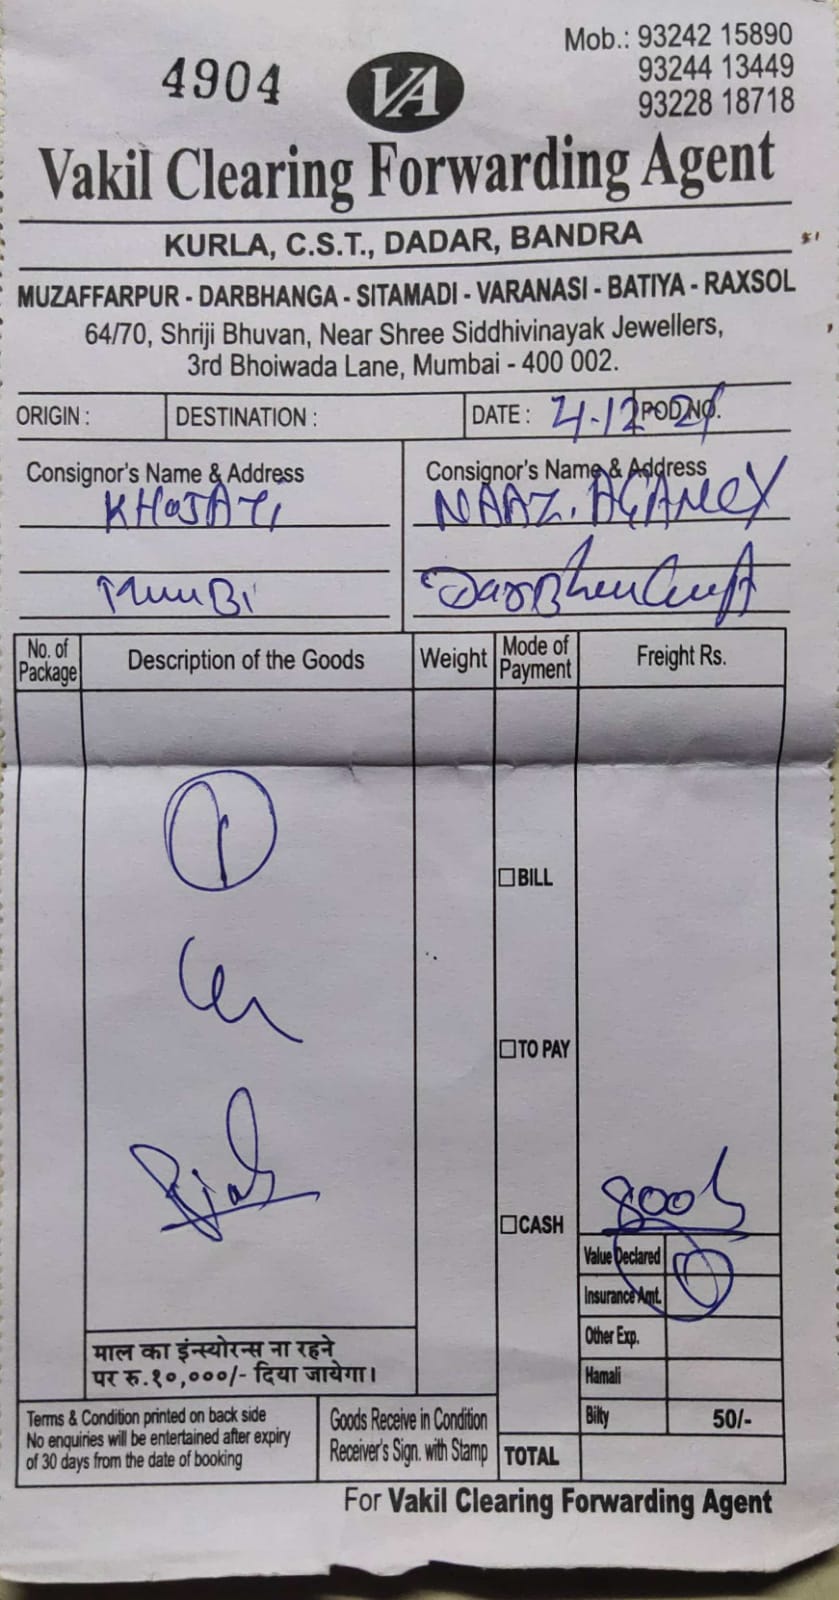 4904
VA
Mob.: 93242 15890
93244 13449
93228 18718
Vakil Clearing Forwarding Agent
KURLA, C.S.T., DADAR, BANDRA
MUZAFFARPUR - DARBHANGA - SITAMADI - VARANASI - BATIYA - RAXSOL
64/70, Shriji Bhuvan, Near Shree Siddhivinayak Jewellers,
3rd Bhoiwada Lane, Mumbai - 400 002.
ORIGIN : DESTINATION : DATE : 4-12-21 POD NO.
Consignor's Name & Address Consignor's Name & Address
NAAZ. AGANCY
No. of Package Description of the Goods Weight Mode of Payment Freight Rs.
BILL
TO PAY
CASH
Value Declared
Insurance Amt.
Other Exp.
Hamali
Bilty 50/-
TOTAL
माल का इंन्स्योरन्स ना रहने
पर रु.१०,०००/- दिया जायेगा।
Terms & Condition printed on back side
No enquiries will be entertained after expiry
of 30 days from the date of booking
Goods Receive in Condition
Receiver's Sign. with Stamp
For Vakil Clearing Forwarding Agent